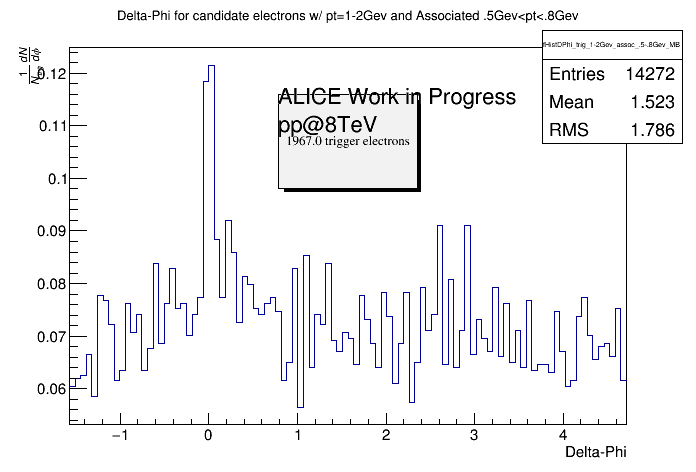 Delta-Phi for candidate electrons w/ pt=1-2Gev and Associated .5Gev<pt<.8Gev
fHistDPhi_trig_1-2Gev_assoc_.5-.8Gev_MB
Entries 14272
Mean 1.523
RMS 1.786
ALICE Work in Progress
pp@8TeV
1967.0 trigger electrons
0.12
0.11
0.1
0.09
0.08
0.07
0.06
−1 0 1 2 3 4
Delta-Phi